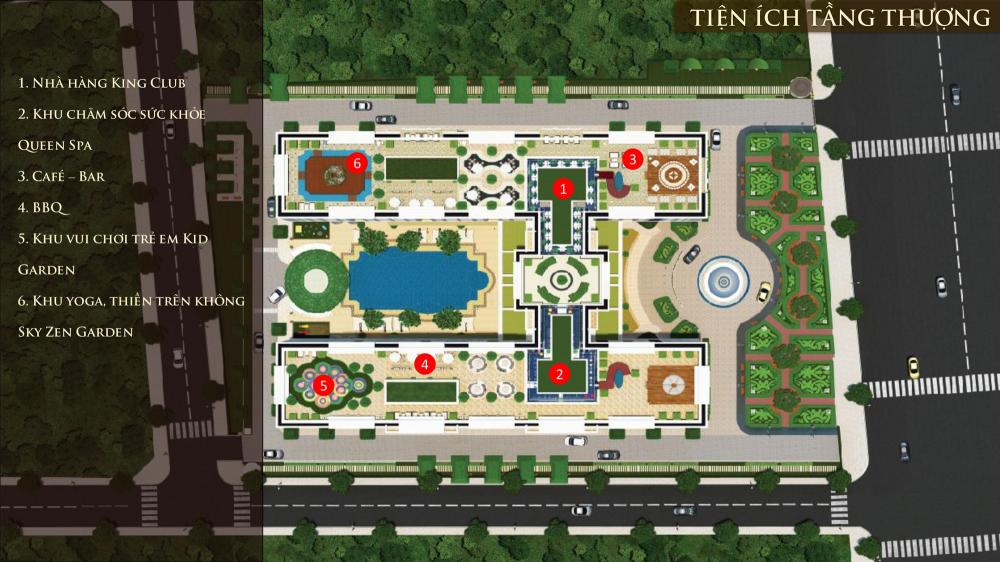 TIỆN ÍCH TẦNG THƯỢNG
1. Nhà hàng King Club
2. Khu chăm sóc sức khỏe
Queen Spa
3. Café – Bar
4. BBQ
5. Khu vui chơi trẻ em Kid
Garden
6. Khu yoga, thiền trên không
Sky Zen Garden
6
3
1
4
2
5